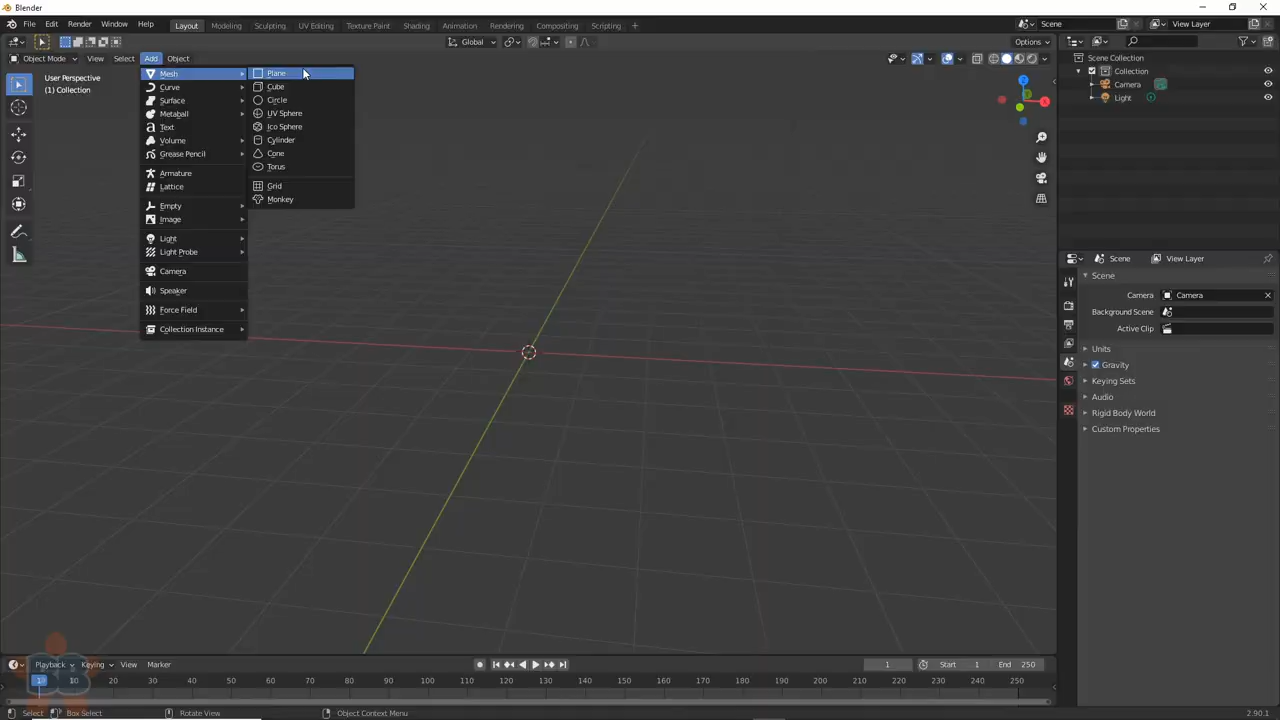 Blender
File Edit Render Window Help Layout Modeling Sculpting UV Editing Texture Paint Shading Animation Rendering Compositing Scripting + Scene View Layer
Global Options
Object Mode View Select Add Object
User Perspective
(1) Collection
Mesh
Curve
Surface
Metaball
Text
Volume
Grease Pencil
Armature
Lattice
Empty
Image
Light
Light Probe
Camera
Speaker
Force Field
Collection Instance
Plane
Cube
Circle
UV Sphere
Ico Sphere
Cylinder
Cone
Torus
Grid
Monkey
X
Scene Collection
Collection
Camera
Light
Scene View Layer
Scene
Camera Camera
Background Scene
Active Clip
Units
Gravity
Keying Sets
Audio
Rigid Body World
Custom Properties
Playback Keying View Marker 1 Start 1 End 250
10 20 30 40 50 60 70 80 90 100 110 120 130 140 150 160 170 180 190 200 210 220 230 240 250
Select Box Select Rotate View Object Context Menu 2.90.1